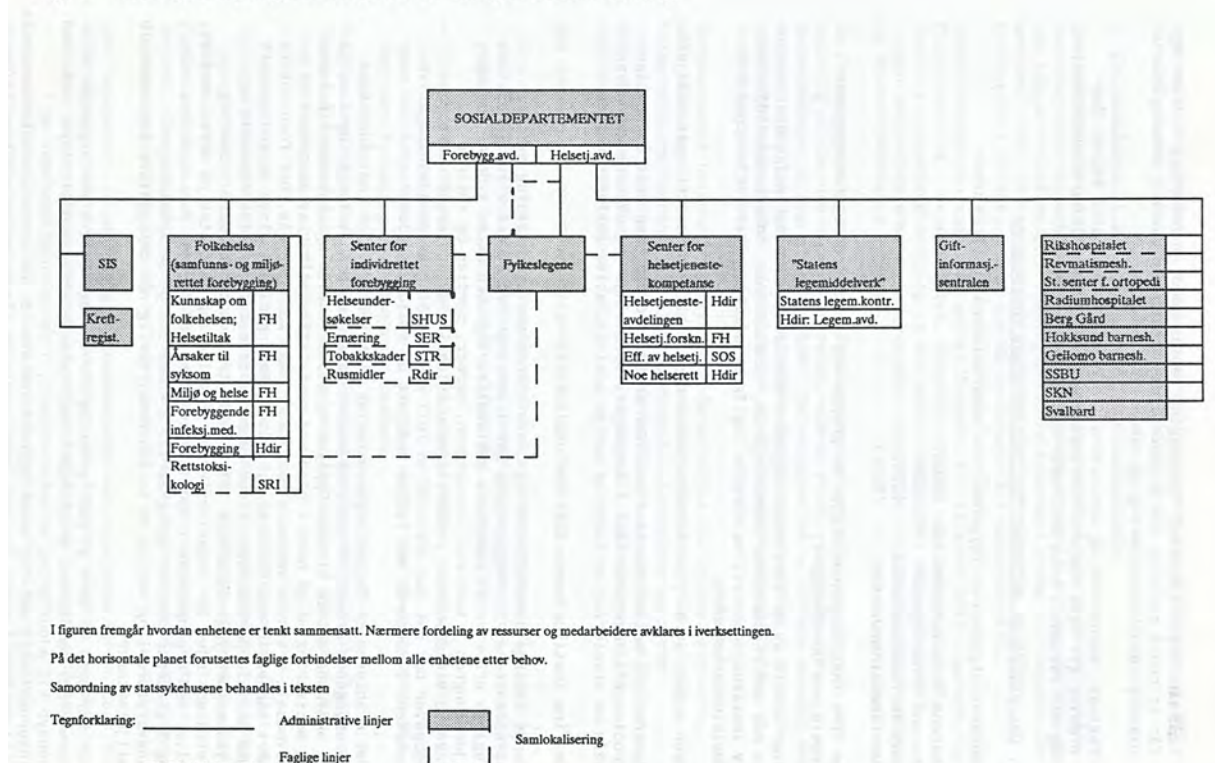 SOSIALDEPARTEMENTET
Forebygg.avd.
Helsetj.avd.
SIS
Kreft-
regist.
Folkehelsa
(samfunns- og miljø-
rettet forebygging)
Kunnskap om
folkehelsen; FH
Helsetiltak
Årsaker til FH
syksom
Miljø og helse FH
Forebyggende FH
infeksj.med.
Forebygging Hdir
Rettstoksi-
kologi SRI
Senter for
individrettet
forebygging
Helseunder-
søkelser SHUS
Ernæring SER
Tobakkskader STR
Rusmidler Rdir
Fylkeslegene
Senter for
helsetjeneste-
kompetanse
Helsetjeneste- Hdir
avdelingen
Helsetj.forskn. FH
Eff. av helsetj. SOS
Noe helserett Hdir
"Statens
legemiddelverk"
Statens legem.kontr.
Hdir: Legem.avd.
Gift-
informasj.-
sentralen
Rikshospitalet
Revmatismesh.
St. senter f. ortopedi
Radiumhospitalet
Berg Gård
Hokksund barnesh.
Geilomo barnesh.
SSBU
SKN
Svalbard
I figuren fremgår hvordan enhetene er tenkt sammensatt. Nærmere fordeling av ressurser og medarbeidere avklares i iverksettingen.
På det horisontale planet forutsettes faglige forbindelser mellom alle enhetene etter behov.
Samordning av statssykehusene behandles i teksten
Tegnforklaring: Administrative linjer
Samlokalisering
Faglige linjer